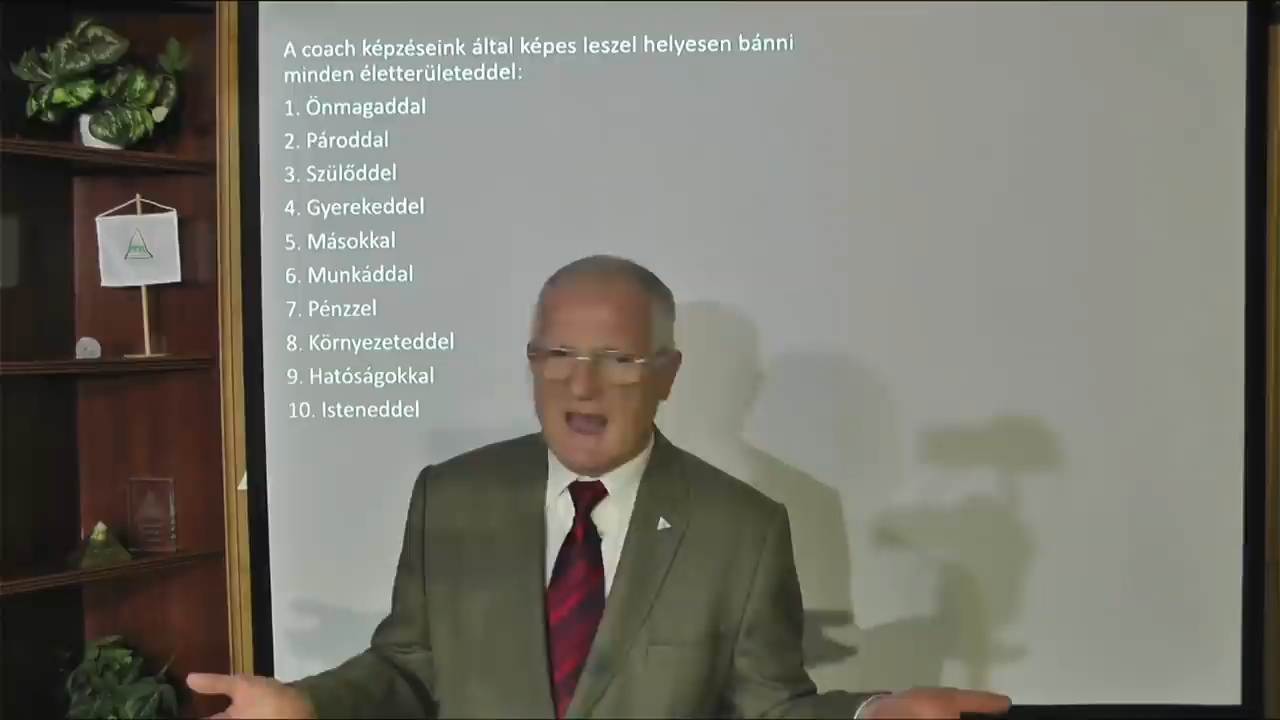 A coach képzéseink által képes leszel helyesen bánni
minden életterületeddel:
1. Önmagaddal
2. Pároddal
3. Szülőddel
4. Gyerekeddel
5. Másokkal
6. Munkáddal
7. Pénzzel
8. Környezeteddel
9. Hatóságokkal
10. Isteneddel